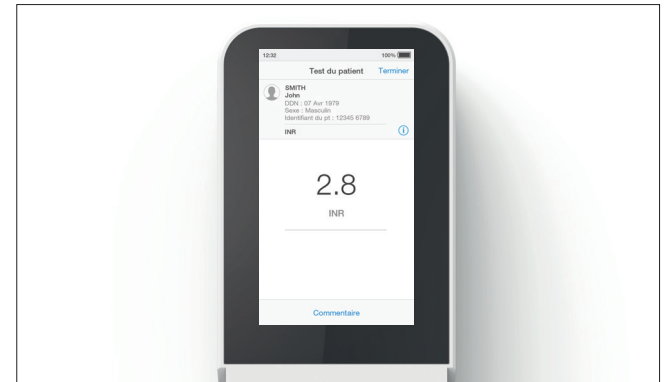 12:32 100%
Test du patient Terminer
SMITH
John
DDN : 07 Avr 1979
Sexe : Masculin
Identifiant du pt : 12345 6789
INR
2.8
INR
Commentaire